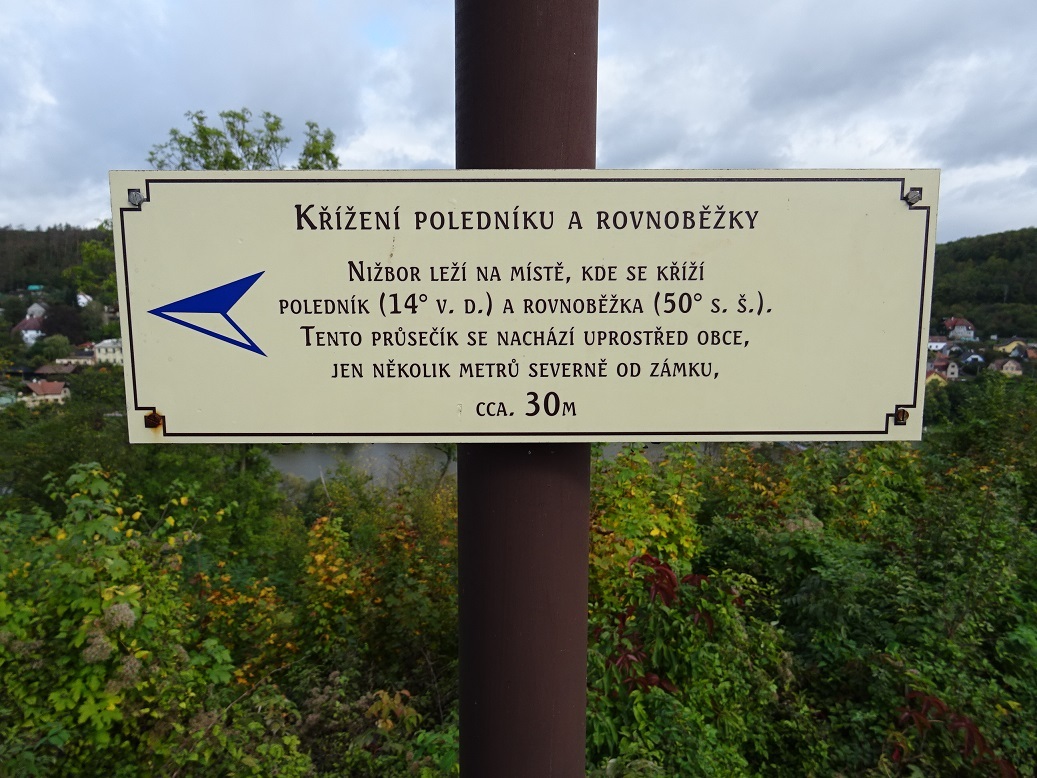 Křížení poledníku a rovnoběžky
Nižbor leží na místě, kde se kříží
poledník (14° v. d.) a rovnoběžka (50° s. š.).
Tento průsečík se nachází uprostřed obce,
jen několik metrů severně od zámku,
cca. 30m